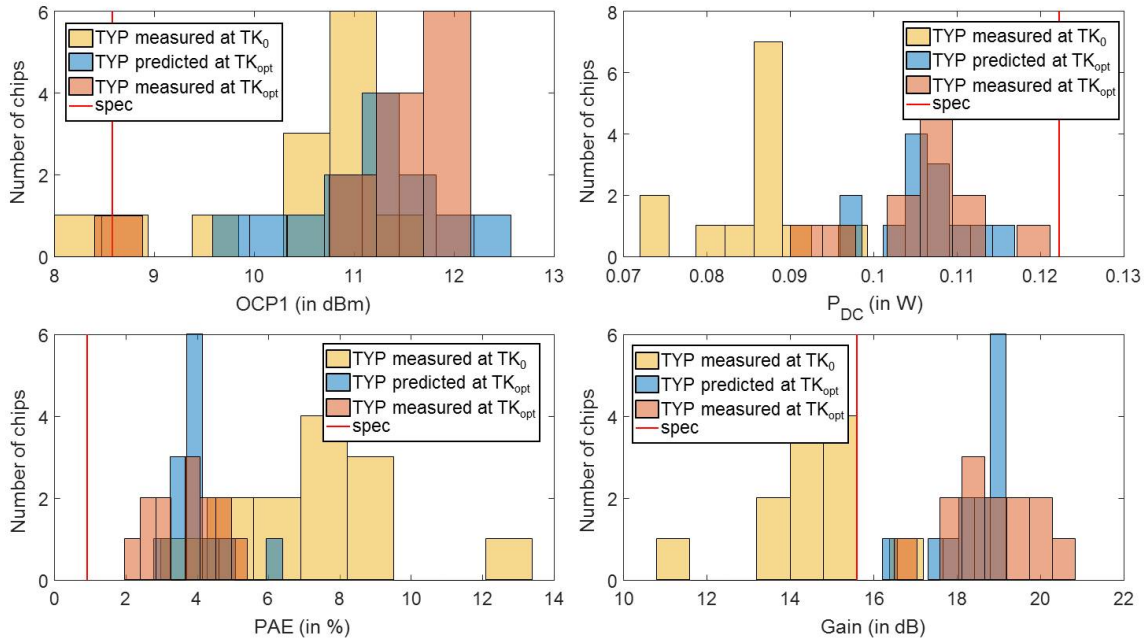 6
4
2
0
Number of chips
TYP measured at TK0
TYP predicted at TKopt
TYP measured at TKopt
spec
8 9 10 11 12 13
OCP1 (in dBm)
8
6
4
2
0
Number of chips
TYP measured at TK0
TYP predicted at TKopt
TYP measured at TKopt
spec
0.07 0.08 0.09 0.1 0.11 0.12 0.13
PDC (in W)
6
4
2
0
Number of chips
TYP measured at TK0
TYP predicted at TKopt
TYP measured at TKopt
spec
0 2 4 6 8 10 12 14
PAE (in %)
6
4
2
0
Number of chips
TYP measured at TK0
TYP predicted at TKopt
TYP measured at TKopt
spec
10 12 14 16 18 20 22
Gain (in dB)